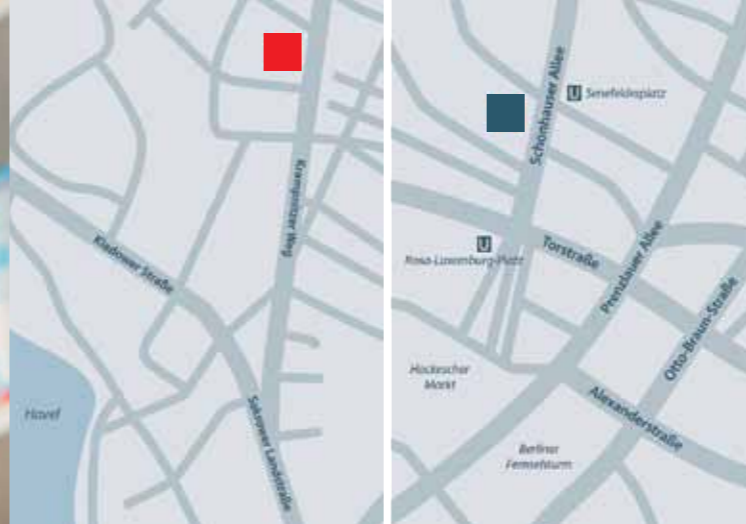 Krampnitzer Weg
Kladower Straße
Havel
Sakrower Landstraße
Schönhauser Allee
U Senefelderplatz
U
Rosa-Luxemburg-Platz
Torstraße
Prenzlauer Allee
Otto-Braun-Straße
Hackescher
Markt
Alexanderstraße
Berliner
Fernsehturm